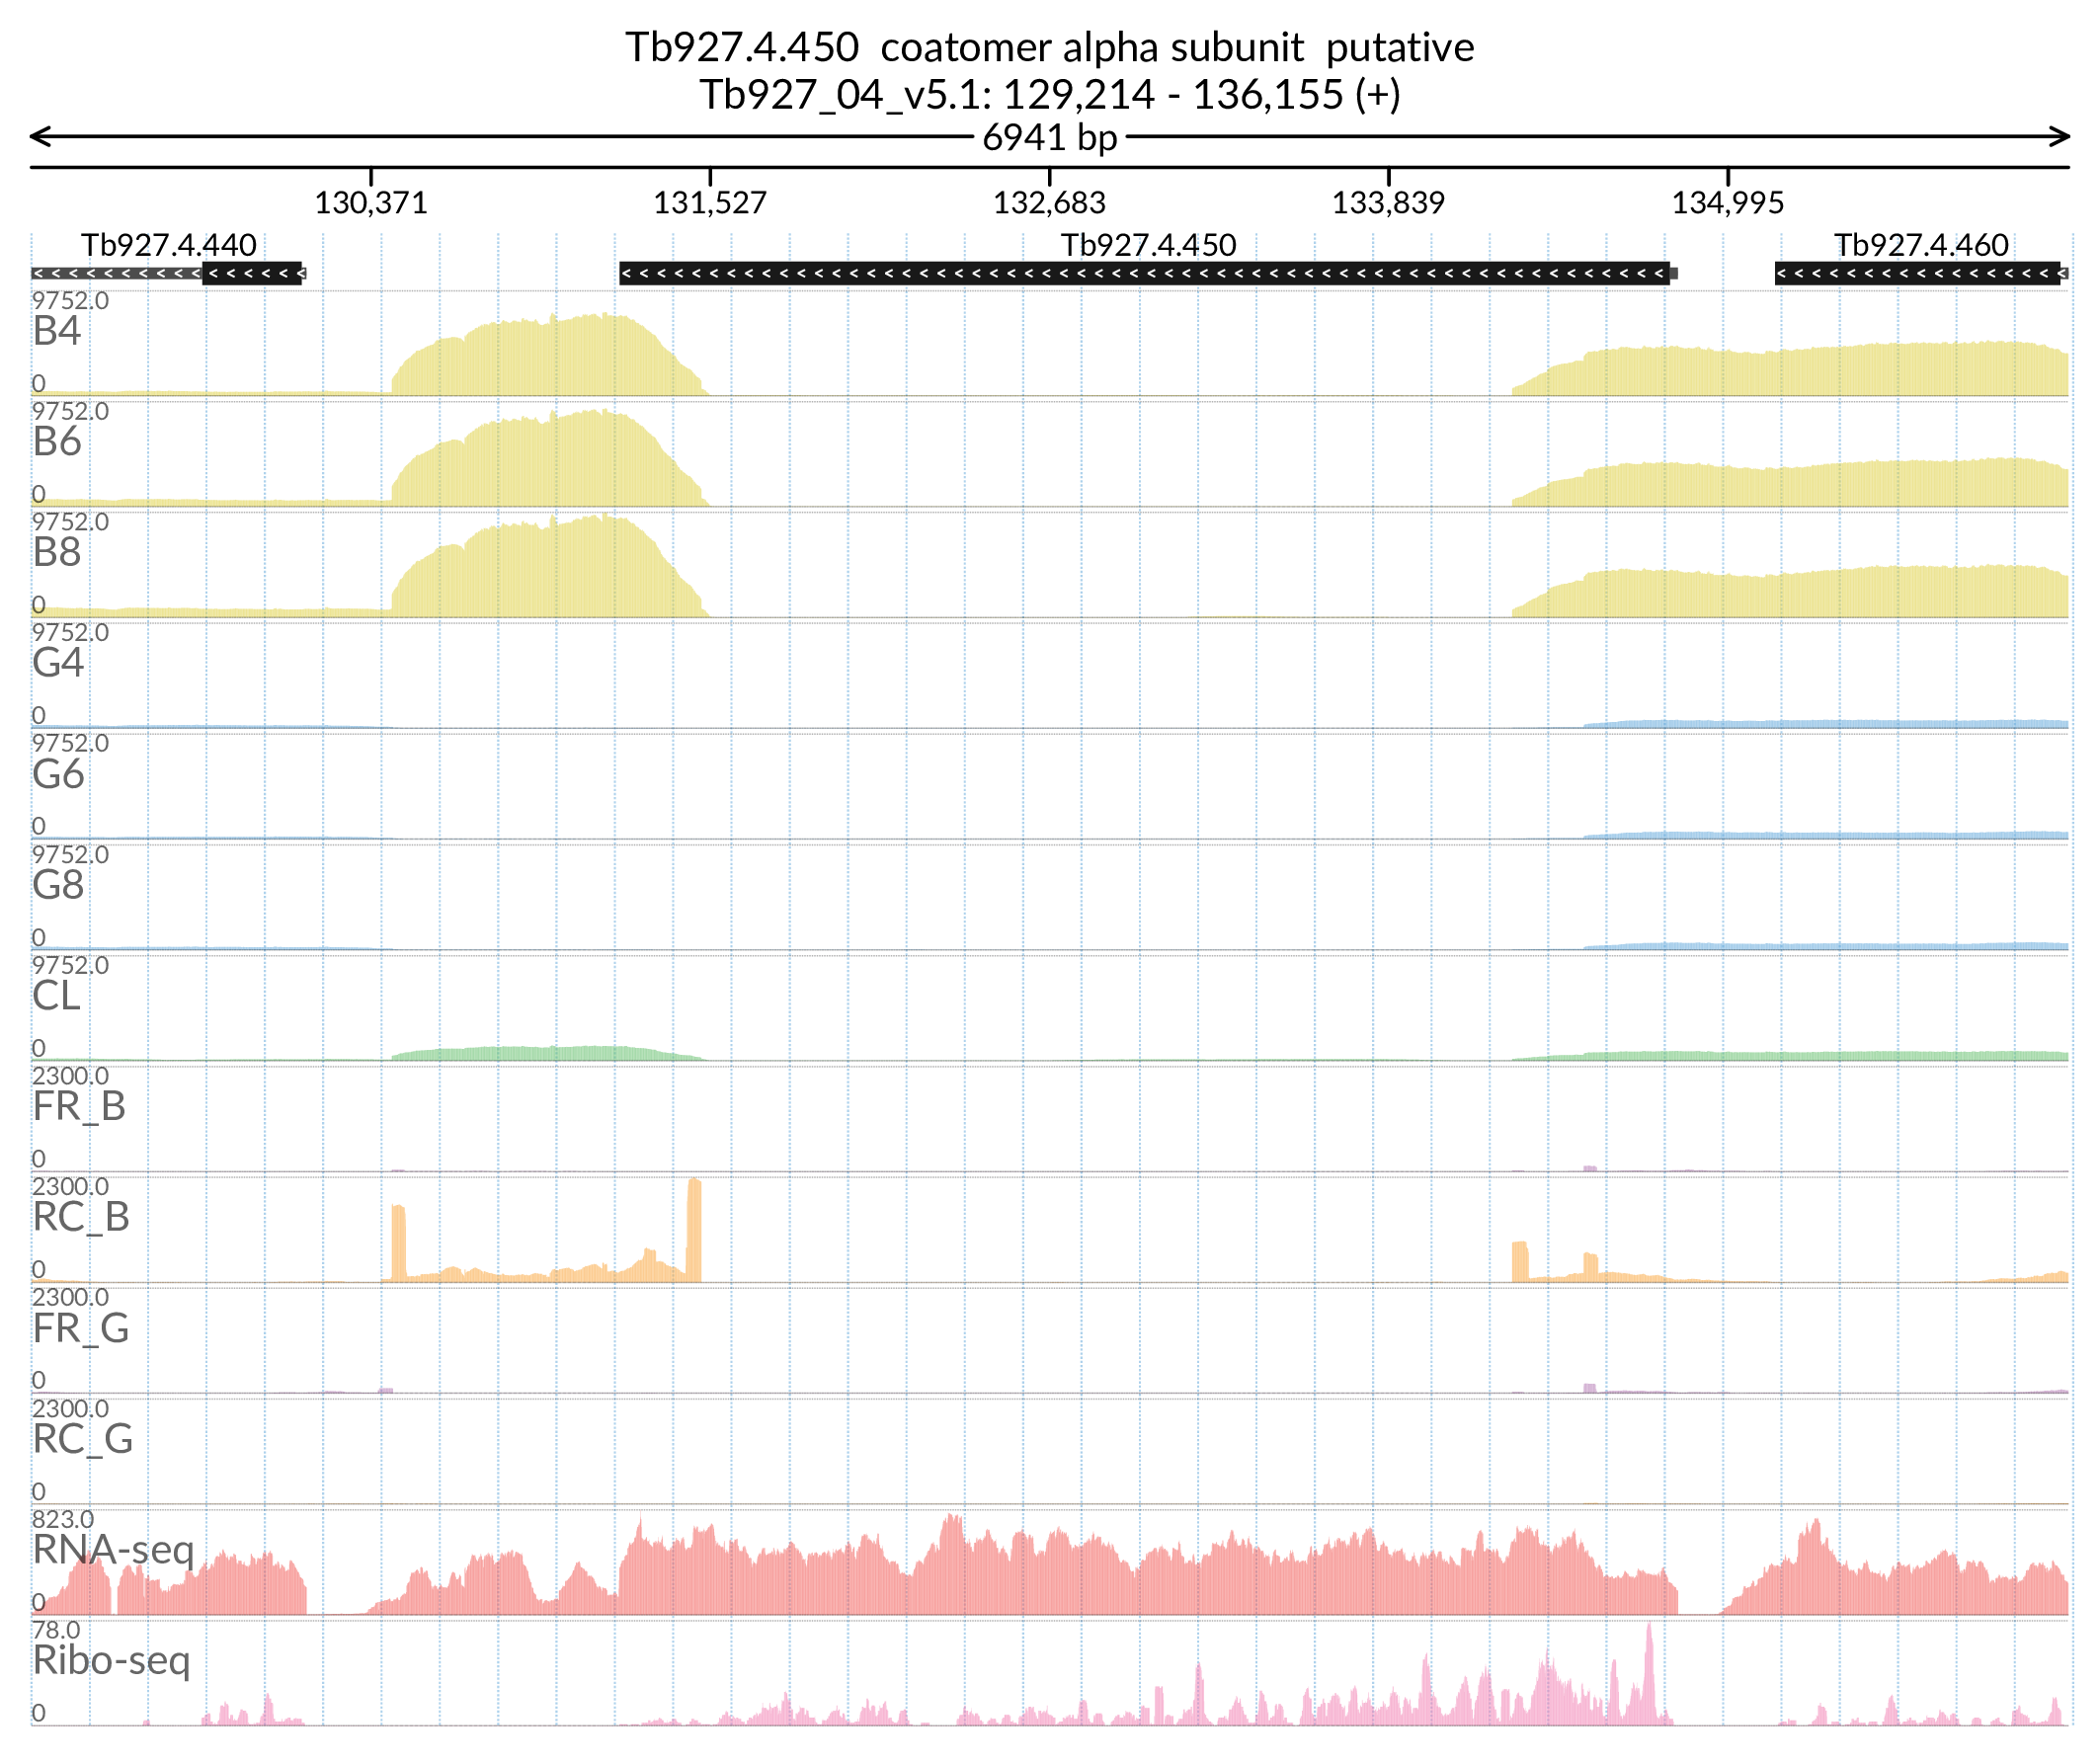 Tb927.4.450  coatomer alpha subunit  putative
Tb927_04_v5.1: 129,214 - 136,155 (+)
6941 bp
130,371 131,527 132,683 133,839 134,995
Tb927.4.440 Tb927.4.450 Tb927.4.460
9752.0
B4
0
9752.0
B6
0
9752.0
B8
0
9752.0
G4
0
9752.0
G6
0
9752.0
G8
0
9752.0
CL
0
2300.0
FR_B
0
2300.0
RC_B
0
2300.0
FR_G
0
2300.0
RC_G
0
823.0
RNA-seq
0
78.0
Ribo-seq
0